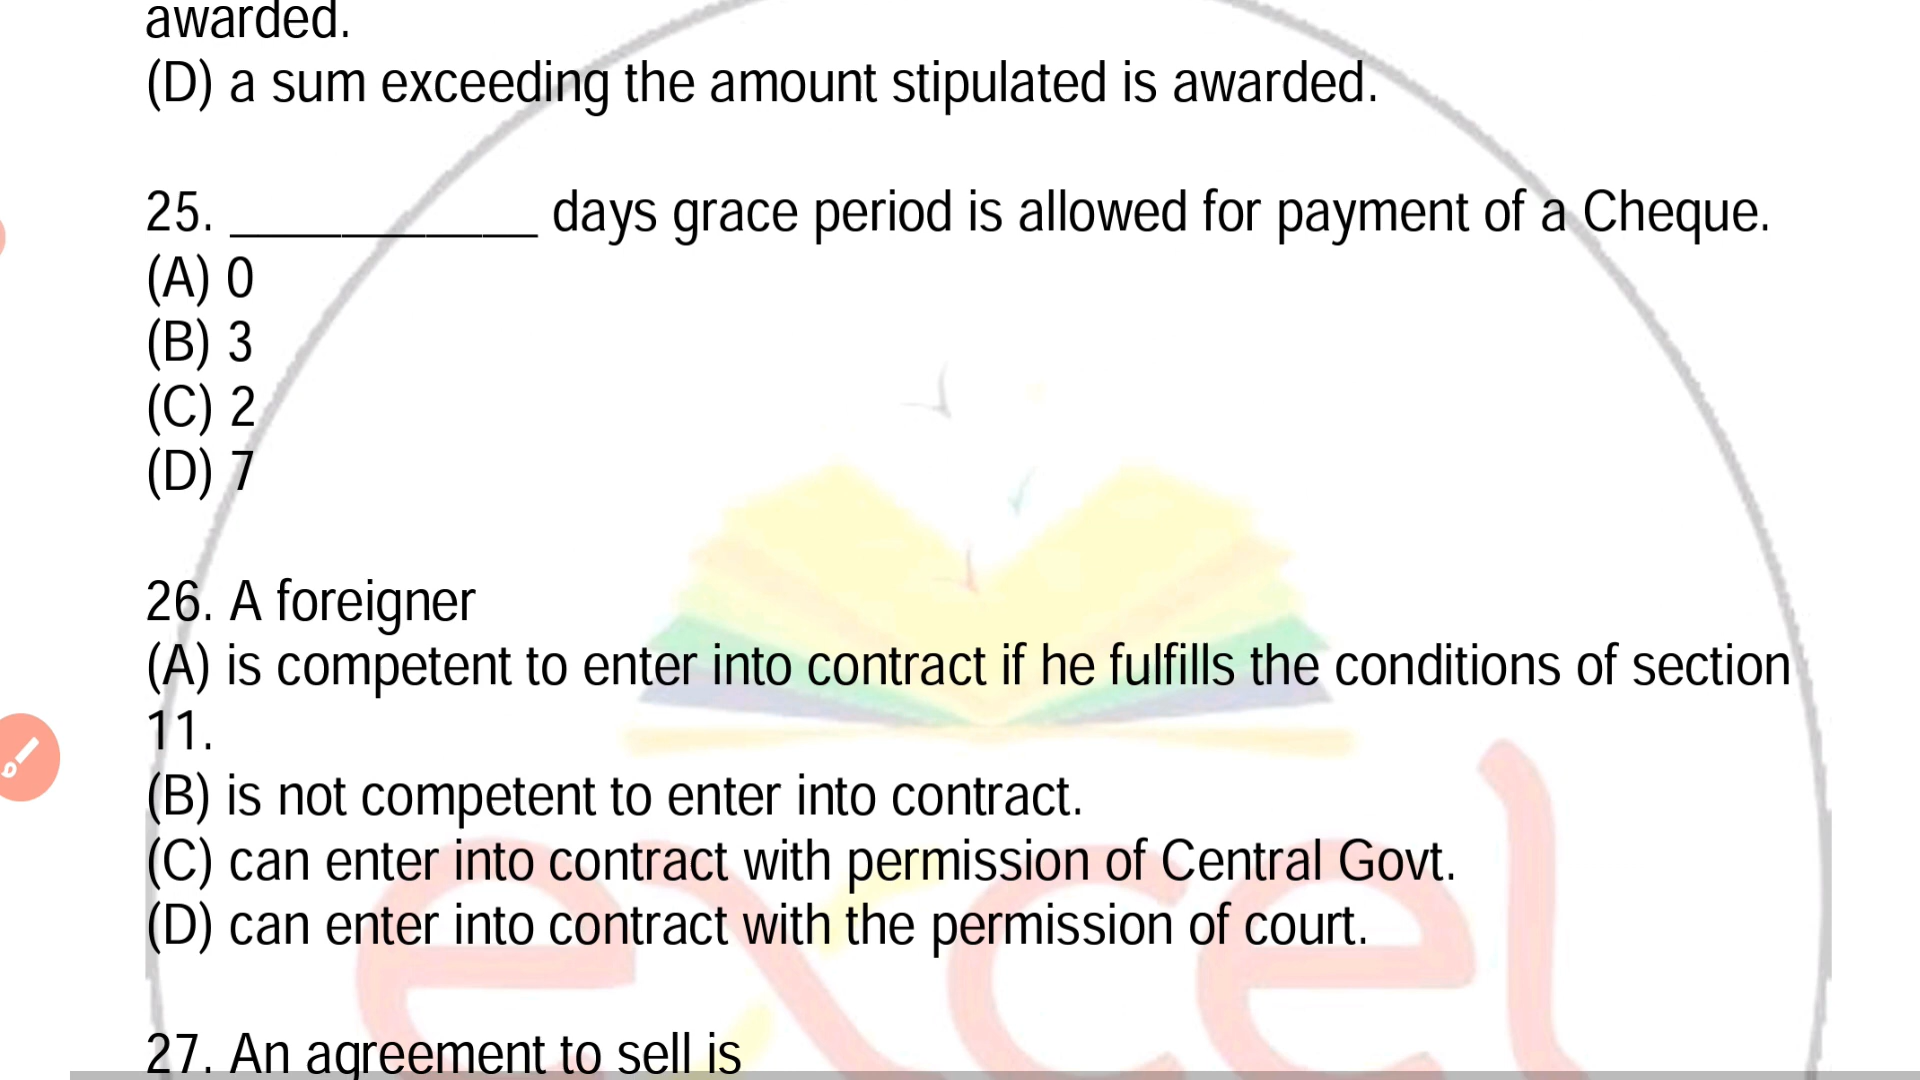 awarded.
(D) a sum exceeding the amount stipulated is awarded.
25. ___________ days grace period is allowed for payment of a Cheque.
(A) 0
(B) 3
(C) 2
(D) 7
26. A foreigner
(A) is competent to enter into contract if he fulfills the conditions of section
11.
(B) is not competent to enter into contract.
(C) can enter into contract with permission of Central Govt.
(D) can enter into contract with the permission of court.
27. An agreement to sell is
excel